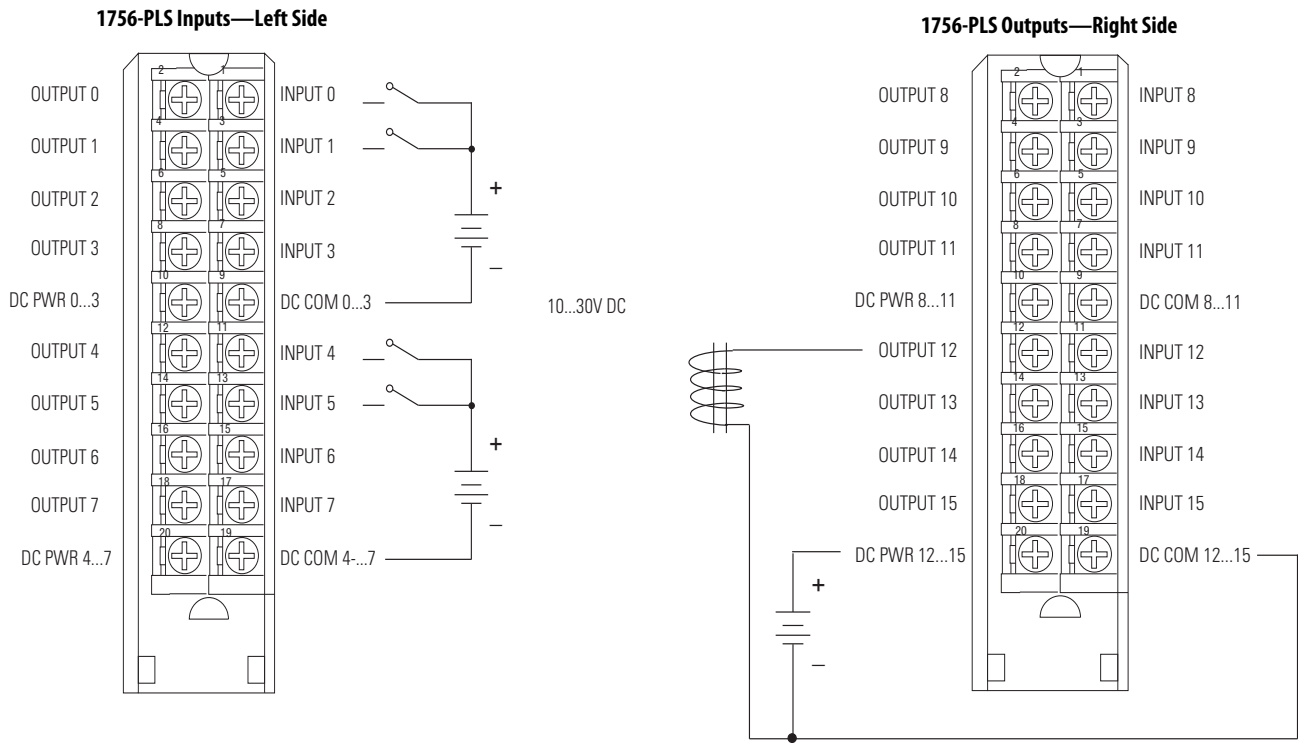 1756-PLS Inputs—Left Side
2 1
OUTPUT 0 INPUT 0
4 3
OUTPUT 1 INPUT 1
6 5
OUTPUT 2 INPUT 2
+
8 7
OUTPUT 3 INPUT 3
–
10 9
DC PWR 0...3 DC COM 0...3
12 11
OUTPUT 4 INPUT 4
14 13
OUTPUT 5 INPUT 5
16 15
+
OUTPUT 6 INPUT 6
18 17
OUTPUT 7 INPUT 7
–
20 19
DC PWR 4...7 DC COM 4-...7
10...30V DC
1756-PLS Outputs—Right Side
2 1
OUTPUT 8 INPUT 8
4 3
OUTPUT 9 INPUT 9
6 5
OUTPUT 10 INPUT 10
8 7
OUTPUT 11 INPUT 11
10 9
DC PWR 8...11 DC COM 8...11
12 11
OUTPUT 12 INPUT 12
14 13
OUTPUT 13 INPUT 13
16 15
OUTPUT 14 INPUT 14
18 17
OUTPUT 15 INPUT 15
20 19
DC PWR 12...15 DC COM 12...15
+
–